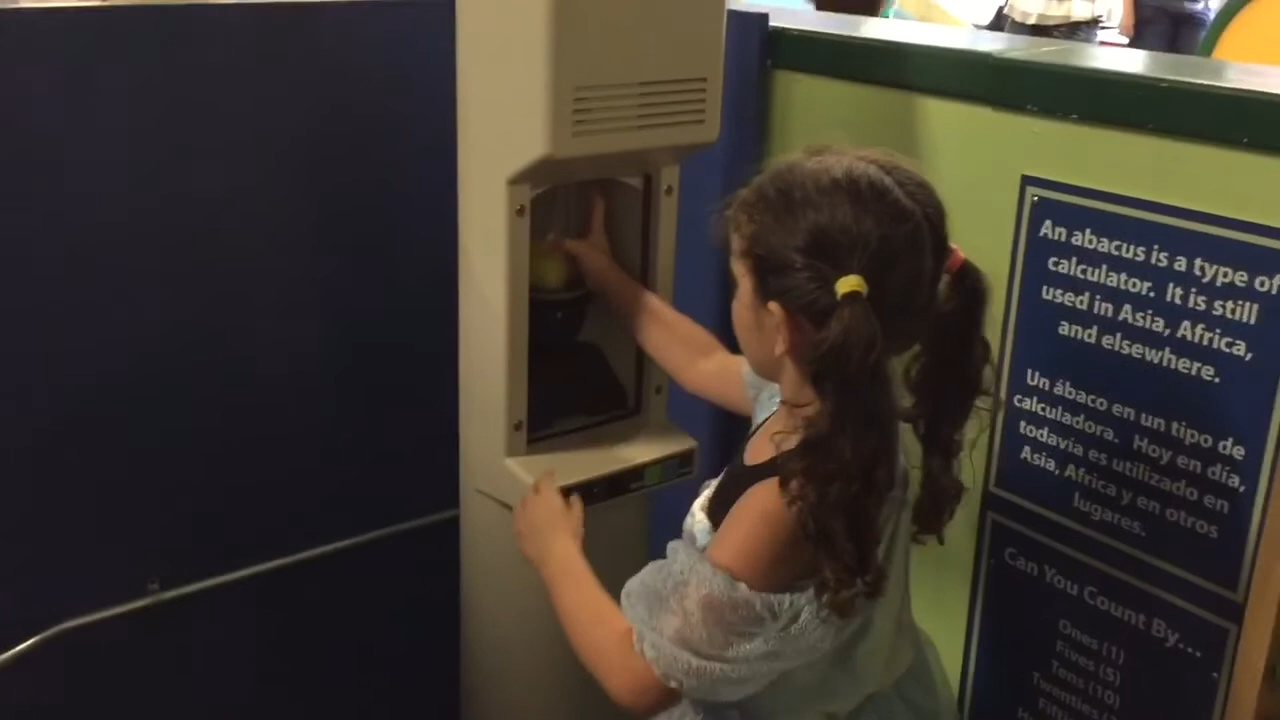 An abacus is a type of
calculator. It is still
used in Asia, Africa,
and elsewhere.
Un ábaco en un tipo de
calculadora. Hoy en día,
todavía es utilizado en
Asia, Africa y en otros
lugares.
Can You Count By...
Ones (1)
Fives (5)
Tens (10)
Twenties